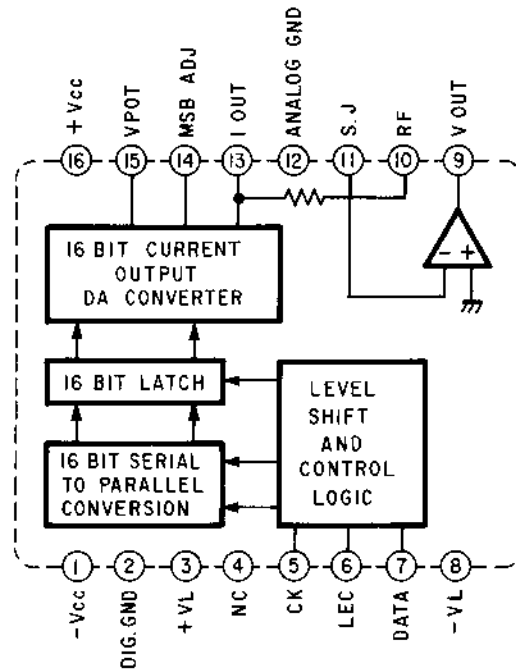 +Vcc
VPOT
MSB ADJ
I OUT
ANALOG GND
S.J
RF
V OUT
16
15
14
13
12
11
10
9
16 BIT CURRENT
OUTPUT
DA CONVERTER
- +
16 BIT LATCH
LEVEL
SHIFT
AND
CONTROL
LOGIC
16 BIT SERIAL
TO PARALLEL
CONVERSION
1
2
3
4
5
6
7
8
-Vcc
DIG.GND
+VL
NC
CK
LEC
DATA
-VL